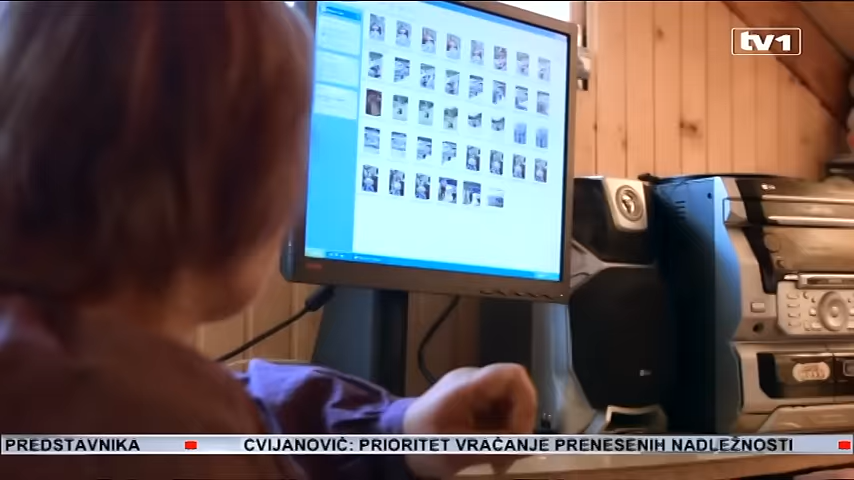 tv1
PREDSTAVNIKA CVIJANOVIĆ: PRIORITET VRAĆANJE PRENESENIH NADLEŽNOSTI